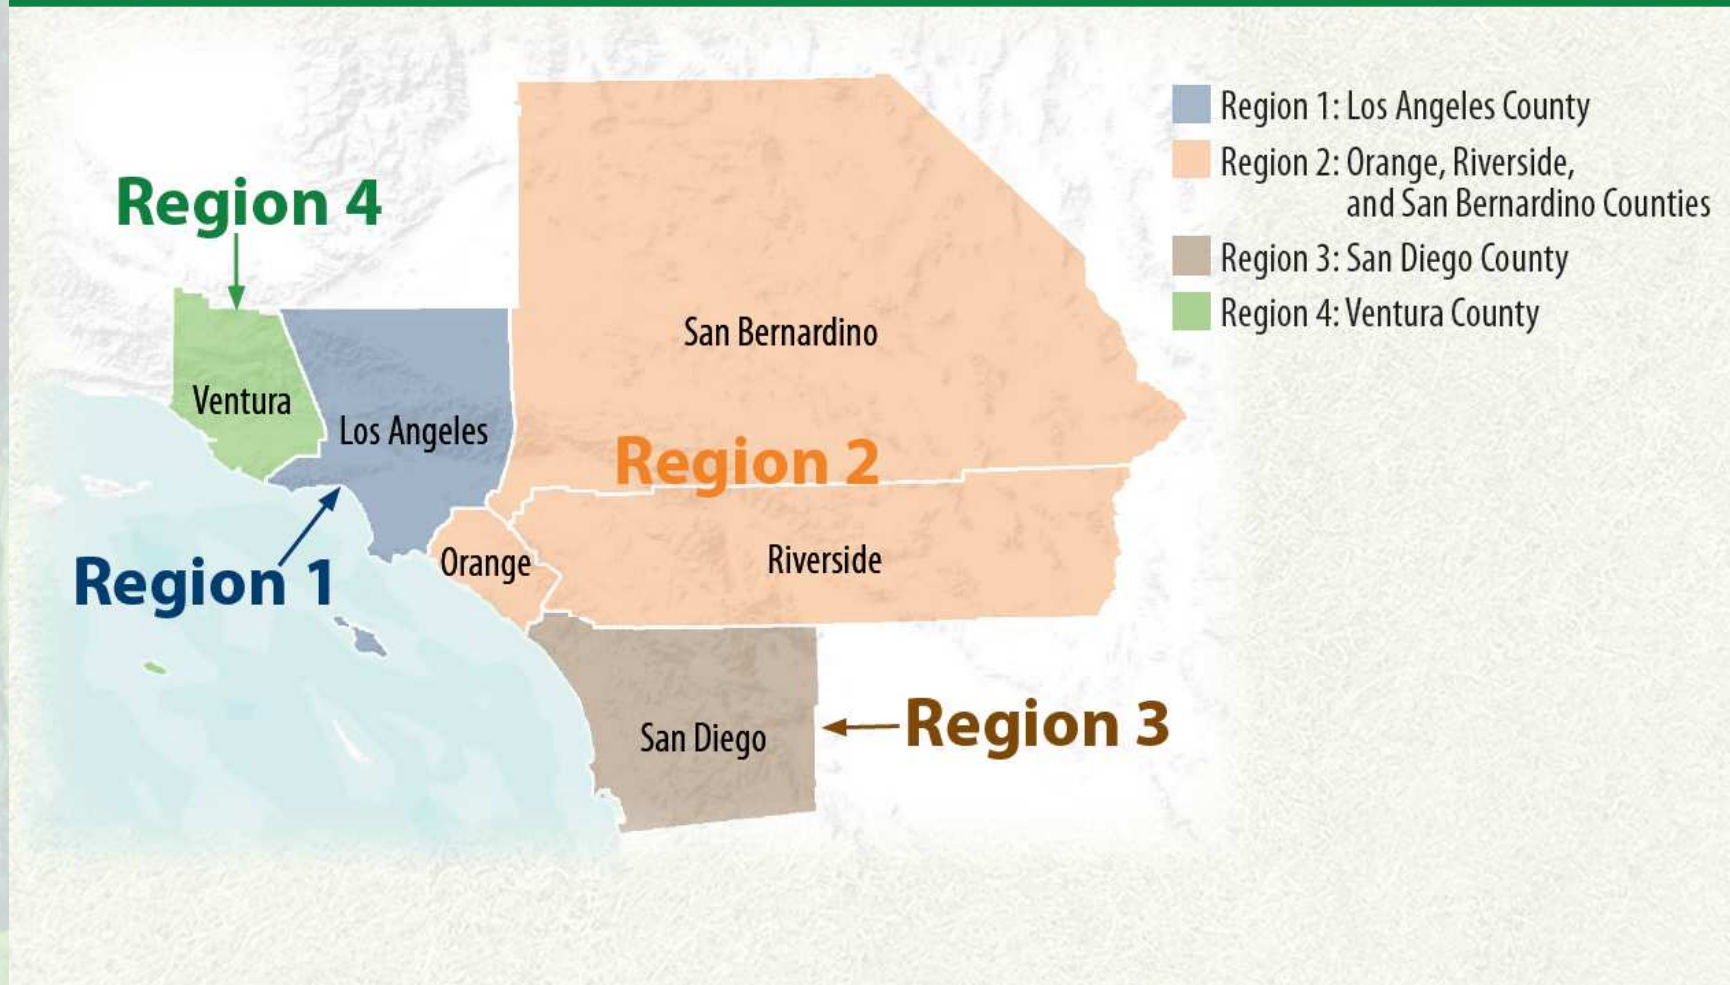 Region 1: Los Angeles County
Region 2: Orange, Riverside,
and San Bernardino Counties
Region 3: San Diego County
Region 4: Ventura County
Region 4
San Bernardino
Ventura
Los Angeles
Region 2
Region 1
Orange
Riverside
San Diego
Region 3